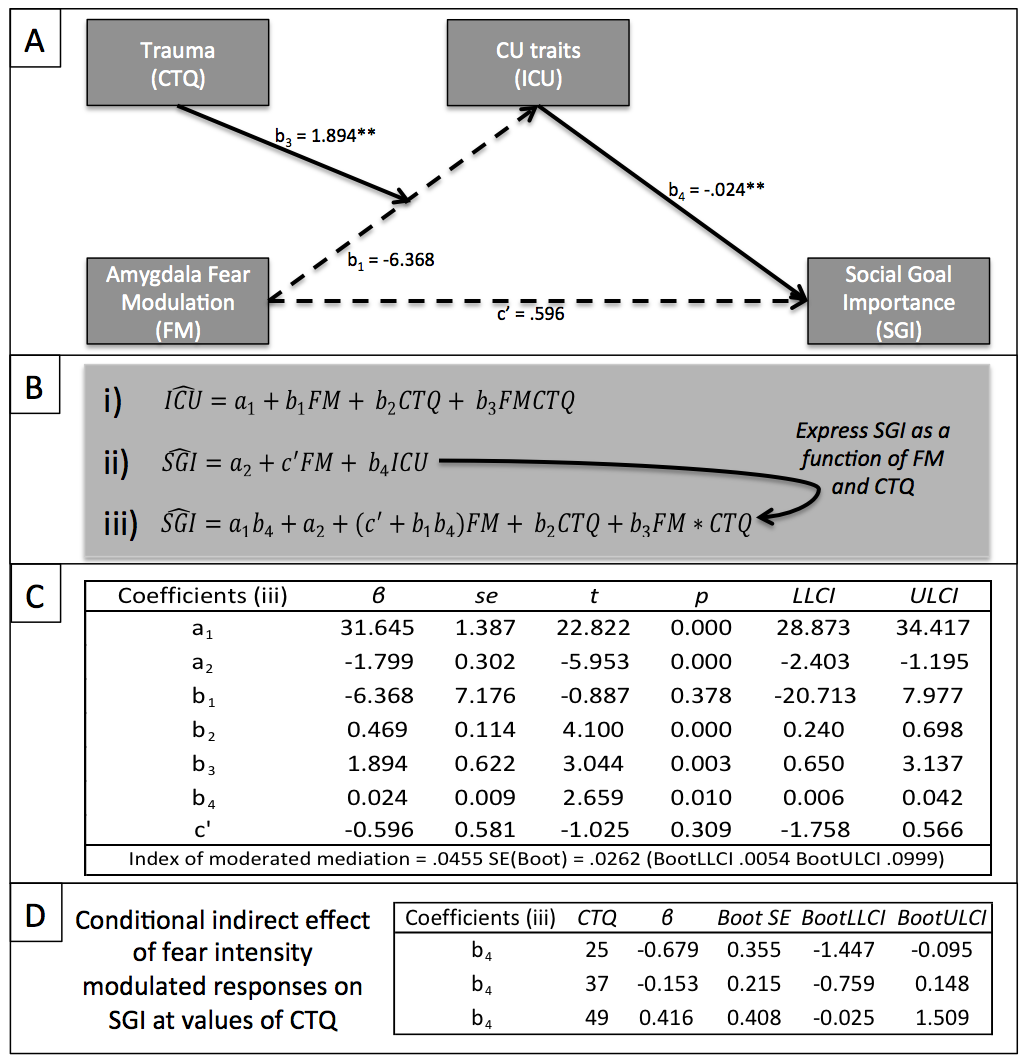 A
Trauma
(CTQ)
CU traits
(ICU)
b₃ = 1.894**
b₄ = -.024**
b₁ = -6.368
Amygdala Fear
Modulation
(FM)
c' = .596
Social Goal
Importance
(SGI)
B
i) ÎCU = a₁ + b₁FM + b₂CTQ + b₃FMCTQ
ii) ŜGI = a₂ + c'FM + b₄ICU
Express SGI as a
function of FM
and CTQ
iii) ŜGI = a₁b₄ + a₂ + (c' + b₁b₄)FM + b₂CTQ + b₃FM * CTQ
C
Coefficients (iii) β se t p LLCI ULCI
a₁ 31.645 1.387 22.822 0.000 28.873 34.417
a₂ -1.799 0.302 -5.953 0.000 -2.403 -1.195
b₁ -6.368 7.176 -0.887 0.378 -20.713 7.977
b₂ 0.469 0.114 4.100 0.000 0.240 0.698
b₃ 1.894 0.622 3.044 0.003 0.650 3.137
b₄ 0.024 0.009 2.659 0.010 0.006 0.042
c' -0.596 0.581 -1.025 0.309 -1.758 0.566
Index of moderated mediation = .0455 SE(Boot) = .0262 (BootLLCI .0054 BootULCI .0999)
D
Conditional indirect effect
of fear intensity
modulated responses on
SGI at values of CTQ
Coefficients (iii) CTQ β Boot SE BootLLCI BootULCI
b₄ 25 -0.679 0.355 -1.447 -0.095
b₄ 37 -0.153 0.215 -0.759 0.148
b₄ 49 0.416 0.408 -0.025 1.509